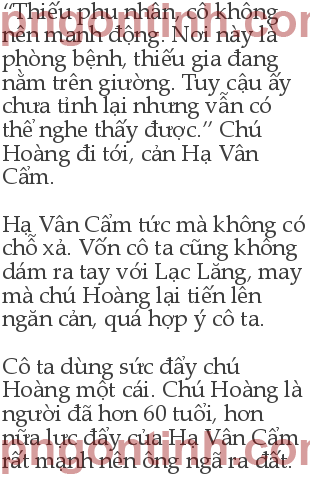 “Thiếu phu nhân, cô không
nên manh động. Nơi này là
phòng bệnh, thiếu gia đang
nằm trên giường. Tuy cậu ấy
chưa tỉnh lại nhưng vẫn có
thể nghe thấy được.” Chú
Hoàng đi tới, cản Hạ Vân
Cẩm.
Hạ Vân Cẩm tức mà không có
chỗ xả. Vốn cô ta cũng không
dám ra tay với Lạc Lăng, may
mà chú Hoàng lại tiến lên
ngăn cản, quá hợp ý cô ta.
Cô ta dùng sức đẩy chú
Hoàng một cái. Chú Hoàng là
người đã hơn 60 tuổi, hơn
nữa lực đẩy của Hạ Vân Cẩm
rất mạnh nên ông ngã ra đất.
pngontinh.com
pngontinh.com